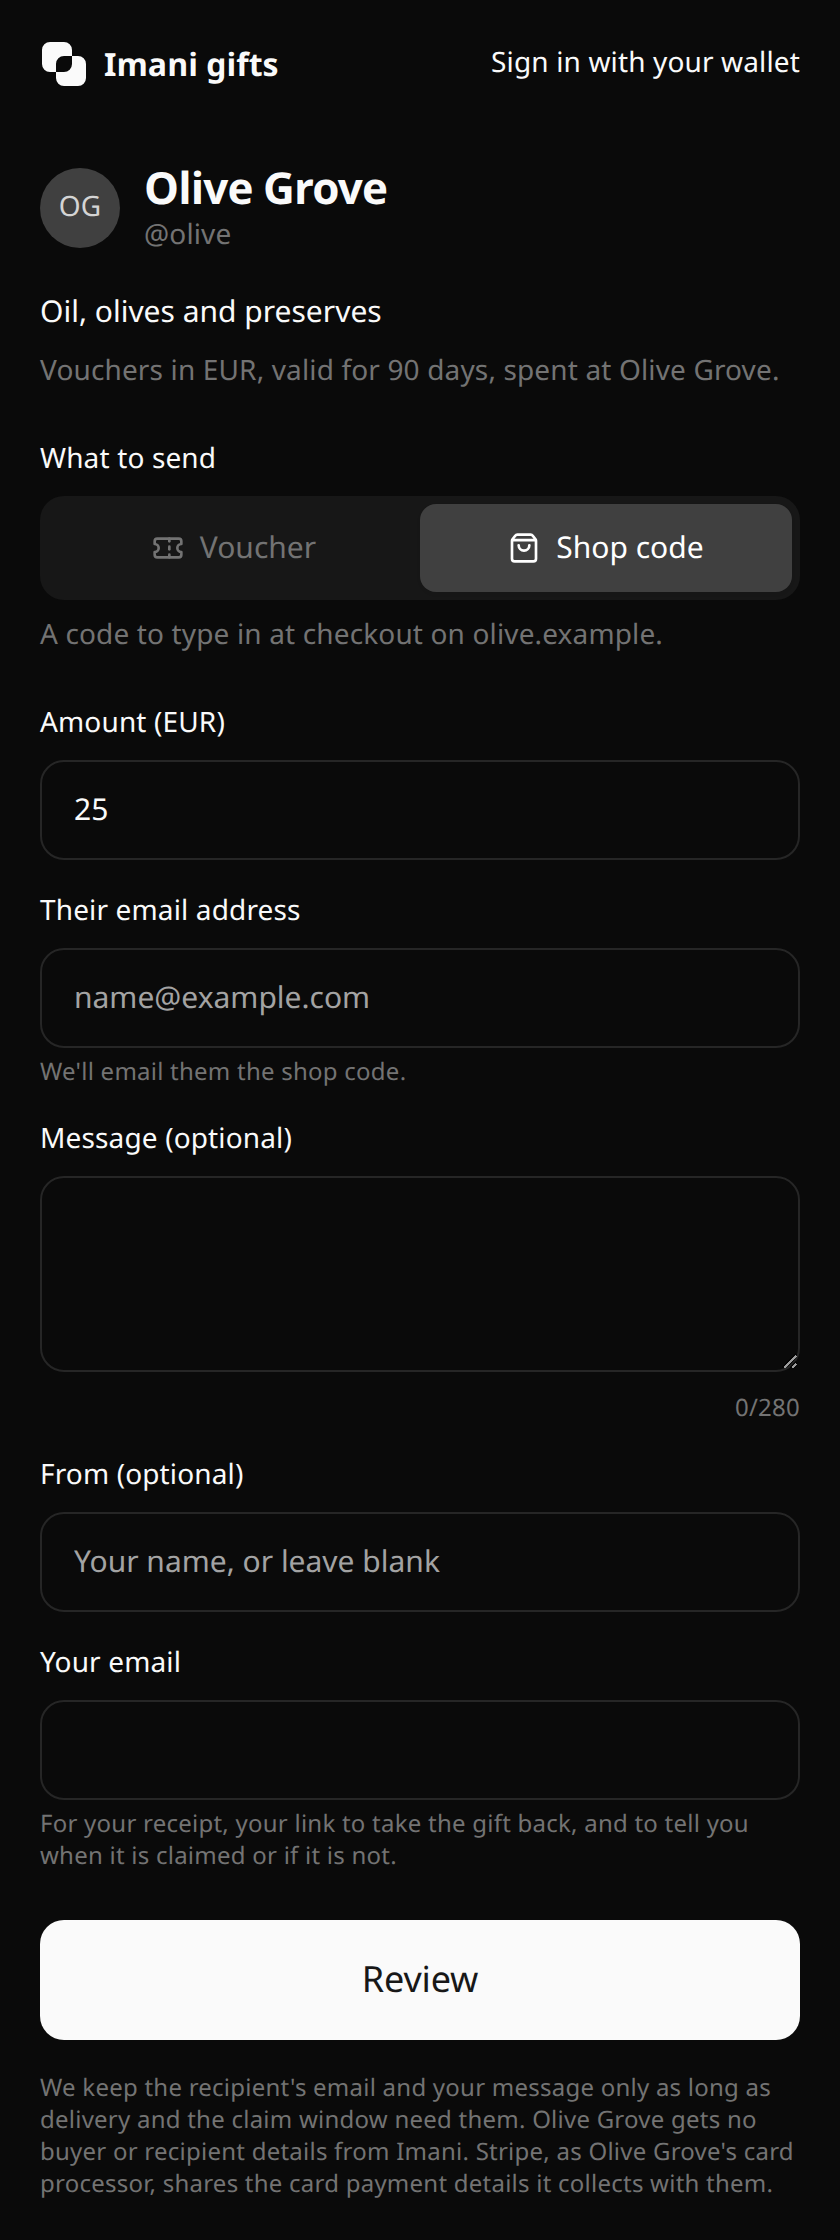 Imani gifts
Sign in with your wallet
OG
Olive Grove
@olive
Oil, olives and preserves
Vouchers in EUR, valid for 90 days, spent at Olive Grove.
What to send
Voucher
Shop code
A code to type in at checkout on olive.example.
Amount (EUR)
25
Their email address
name@example.com
We'll email them the shop code.
Message (optional)
0/280
From (optional)
Your name, or leave blank
Your email
For your receipt, your link to take the gift back, and to tell you
when it is claimed or if it is not.
Review
We keep the recipient's email and your message only as long as
delivery and the claim window need them. Olive Grove gets no
buyer or recipient details from Imani. Stripe, as Olive Grove's card
processor, shares the card payment details it collects with them.